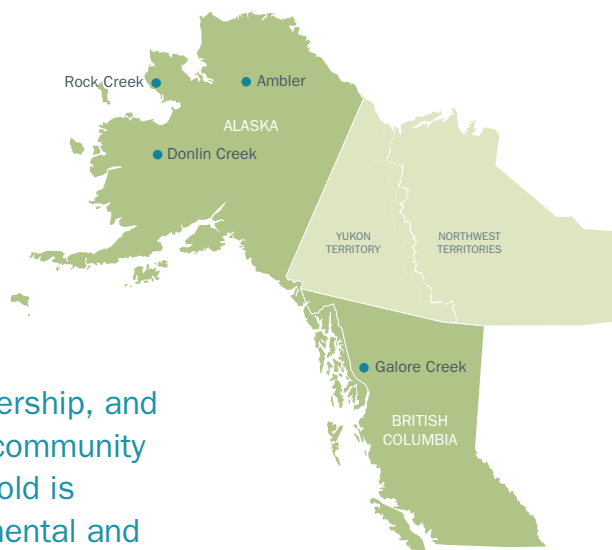 Rock Creek
Ambler
ALASKA
Donlin Creek
YUKON
TERRITORY
NORTHWEST
TERRITORIES
Galore Creek
BRITISH
COLUMBIA
ership, and
community
old is
mental and